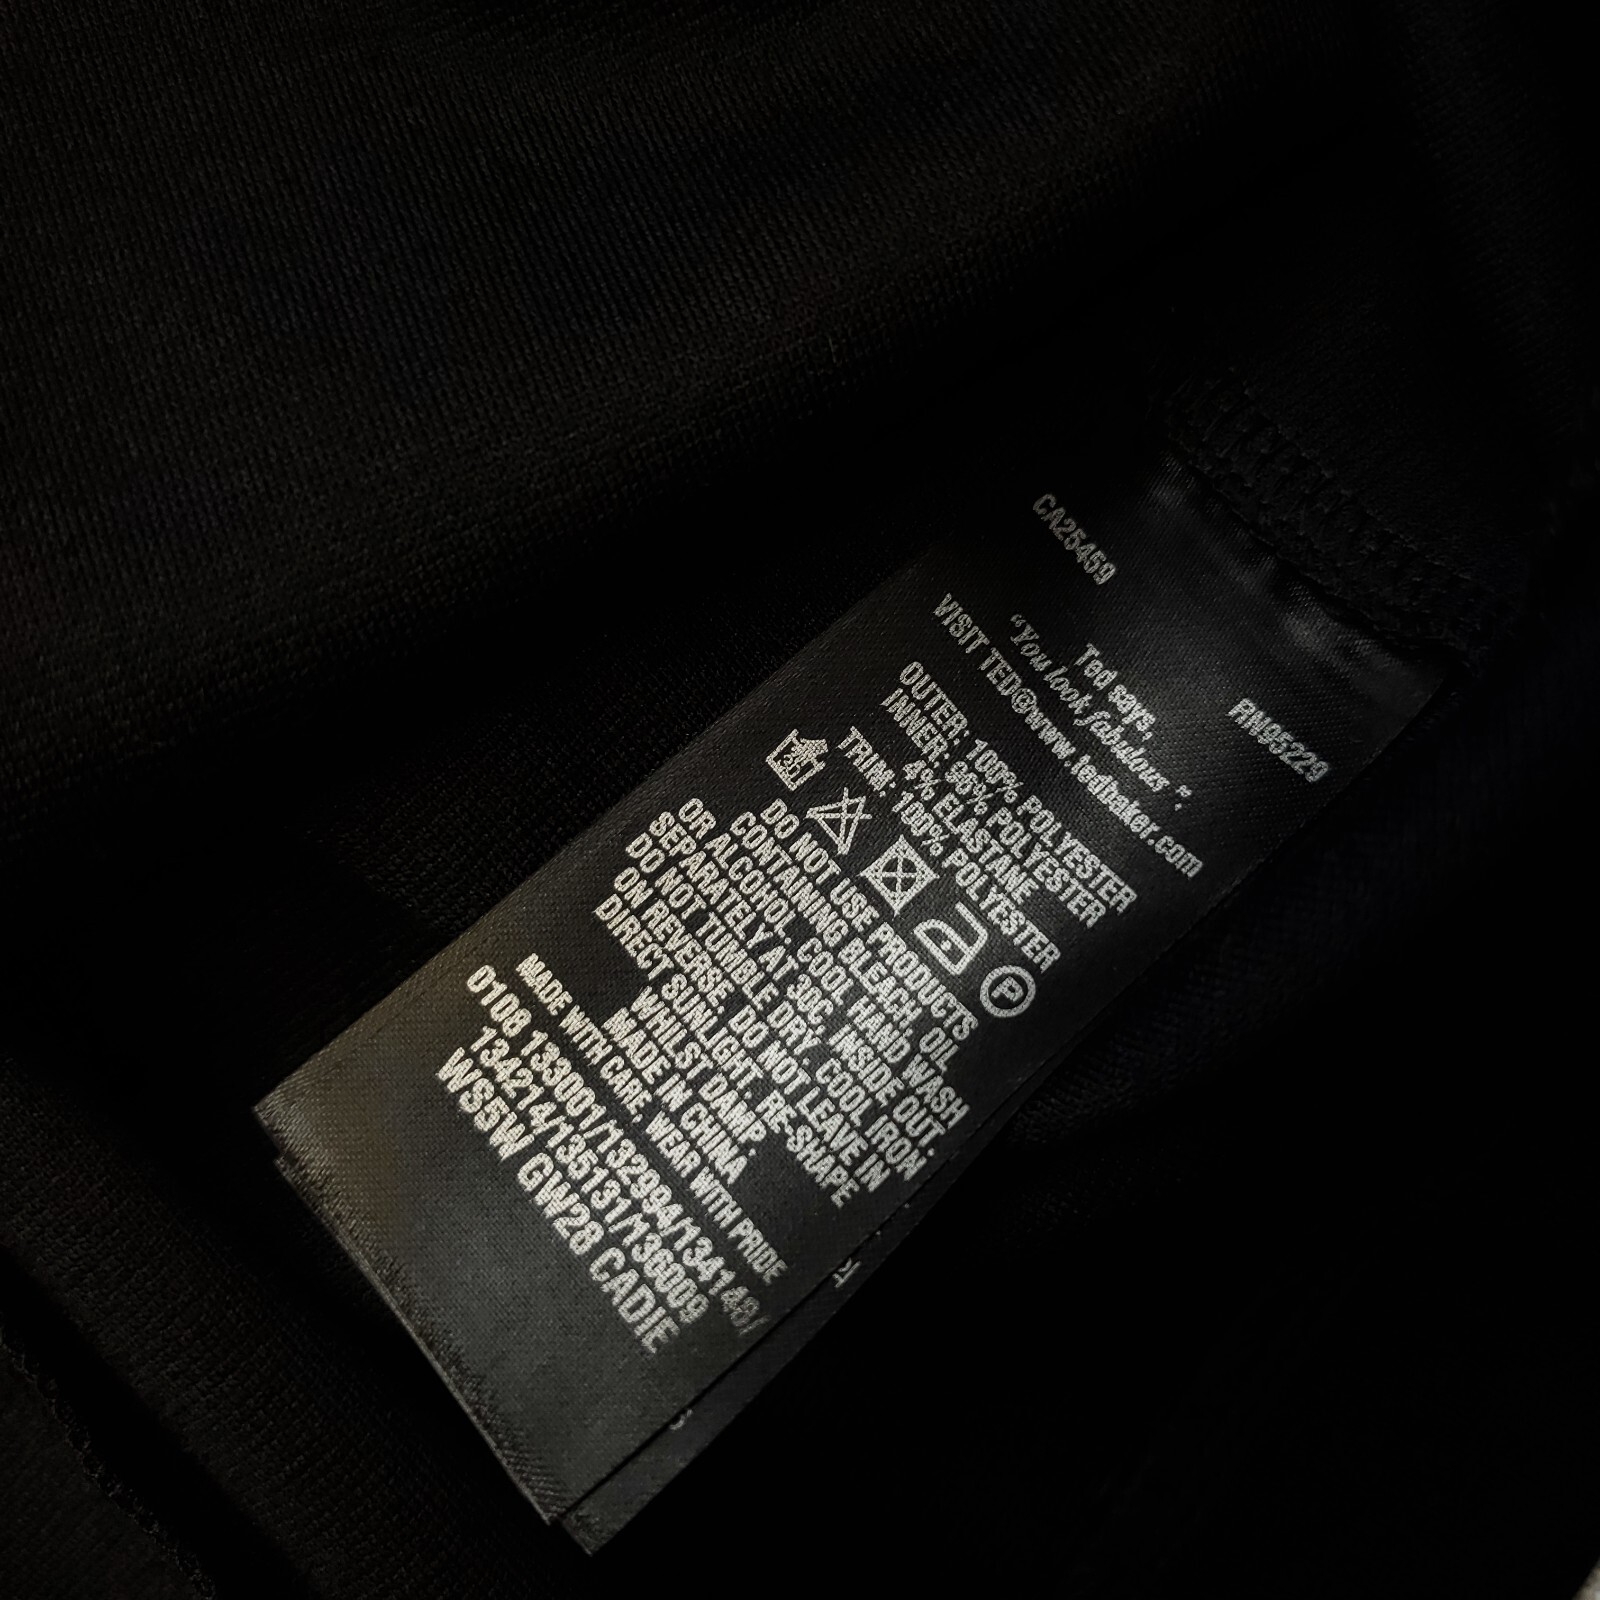 CA25459 RN95229
Ted says,
"You look fabulous";
VISIT TED@www.tedbaker.com
OUTER: 100% POLYESTER
INNER: 96% POLYESTER
4% ELASTANE
TRIM: 100% POLYESTER
30
P
DO NOT USE PRODUCTS
CONTAINING BLEACH, OIL
OR ALCOHOL. COOL HAND WASH
SEPARATELY AT 30C, INSIDE OUT.
DO NOT TUMBLE DRY. COOL IRON
ON REVERSE. DO NOT LEAVE IN
DIRECT SUNLIGHT. RE-SHAPE
WHILST DAMP.
MADE IN CHINA
MADE WITH CARE, WEAR WITH PRIDE
0108 133001/132994/134148/
134214/135131/136009
WS5W GW28 CADIE